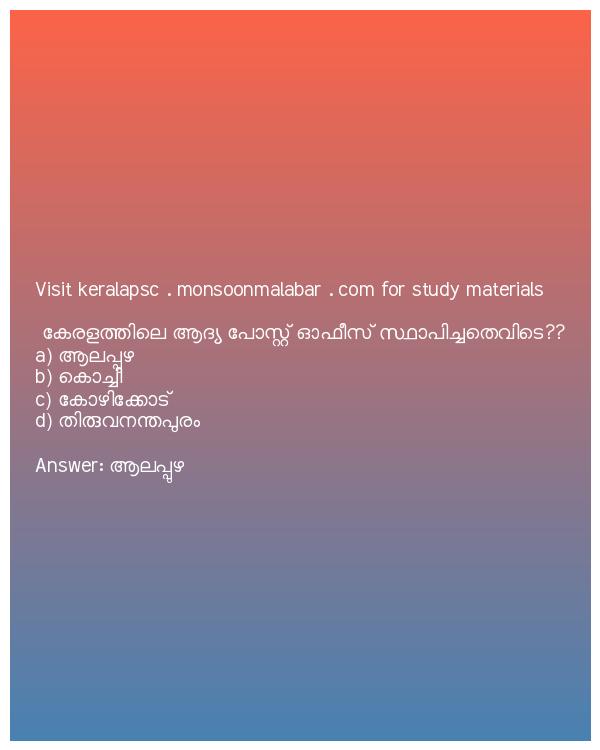 Visit keralapsc . monsoonmalabar . com for study materials
കേരളത്തിലെ ആദ്യ പോസ്റ്റ് ഓഫീസ് സ്ഥാപിച്ചതെവിടെ??
a) ആലപ്പുഴ
b) കൊച്ചി
c) കോഴിക്കോട്
d) തിരുവനന്തപുരം
Answer: ആലപ്പുഴ